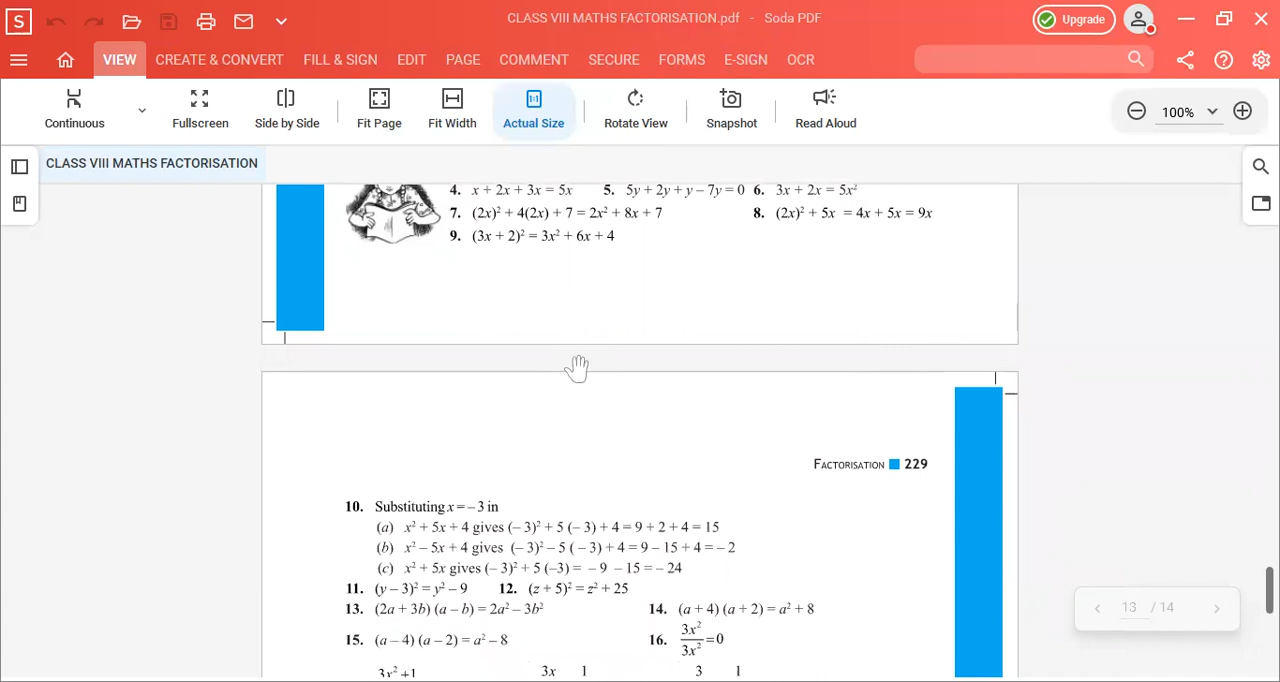 S CLASS VIII MATHS FACTORISATION.pdf - Soda PDF Upgrade
VIEW CREATE & CONVERT FILL & SIGN EDIT PAGE COMMENT SECURE FORMS E-SIGN OCR
Continuous Fullscreen Side by Side Fit Page Fit Width Actual Size Rotate View Snapshot Read Aloud 100%
CLASS VIII MATHS FACTORISATION
4. x + 2x + 3x = 5x 5. 5y + 2y + y – 7y = 0 6. 3x + 2x = 5x²
7. (2x)² + 4(2x) + 7 = 2x² + 8x + 7 8. (2x)² + 5x = 4x + 5x = 9x
9. (3x + 2)² = 3x² + 6x + 4
FACTORISATION 229
10. Substituting x = – 3 in
(a) x² + 5x + 4 gives (– 3)² + 5 (– 3) + 4 = 9 + 2 + 4 = 15
(b) x² – 5x + 4 gives (– 3)² – 5 ( – 3) + 4 = 9 – 15 + 4 = – 2
(c) x² + 5x gives (– 3)² + 5 (–3) = – 9 – 15 = – 24
11. (y – 3)² = y² – 9 12. (z + 5)² = z² + 25
13. (2a + 3b) (a – b) = 2a² – 3b² 14. (a + 4) (a + 2) = a² + 8
15. (a – 4) (a – 2) = a² – 8 16. 3x²/3x² = 0
3x² + 1 3x 1 3 1
13 / 14